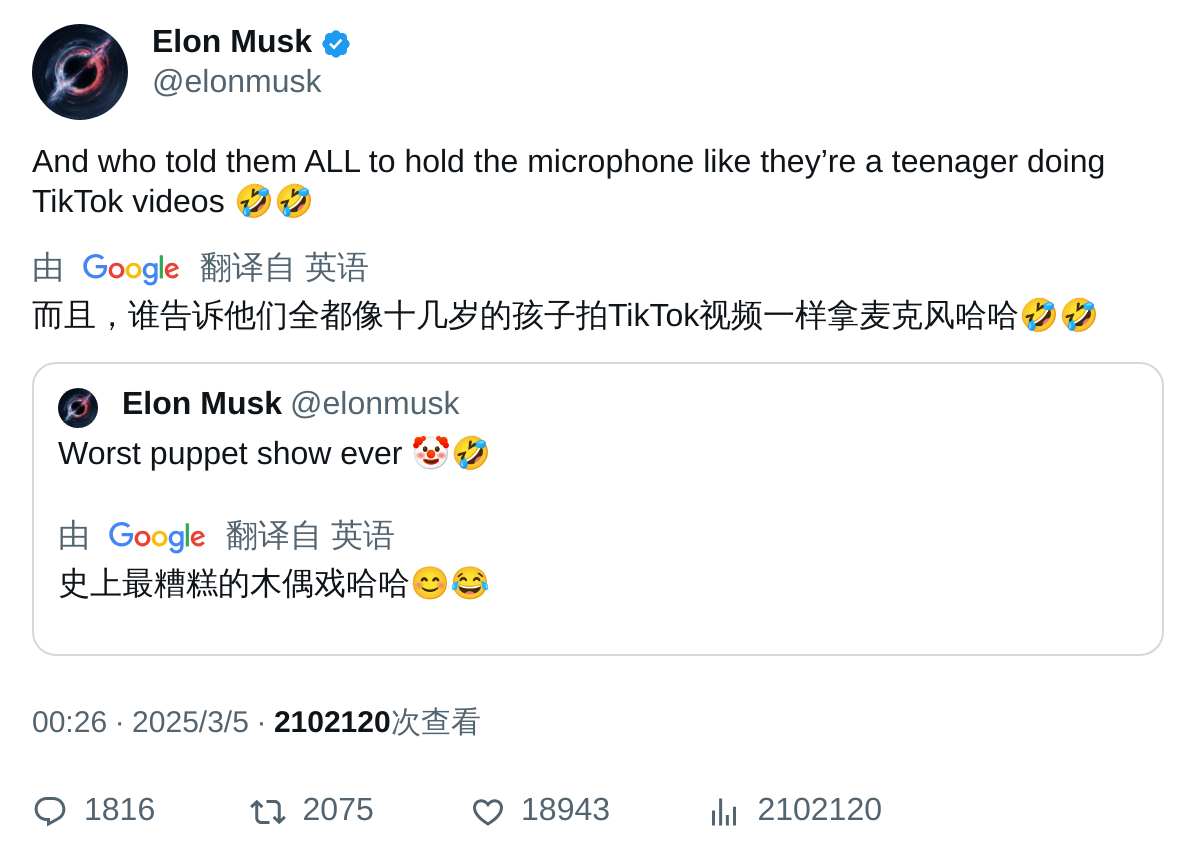 Elon Musk
@elonmusk
And who told them ALL to hold the microphone like they’re a teenager doing
TikTok videos 🤣🤣
由 Google 翻译自 英语
而且，谁告诉他们全都像十几岁的孩子拍TikTok视频一样拿麦克风哈哈🤣🤣
Elon Musk @elonmusk
Worst puppet show ever 🤡🤣
由 Google 翻译自 英语
史上最糟糕的木偶戏哈哈😊😂
00:26 · 2025/3/5 · 2102120次查看
1816 2075 18943 2102120